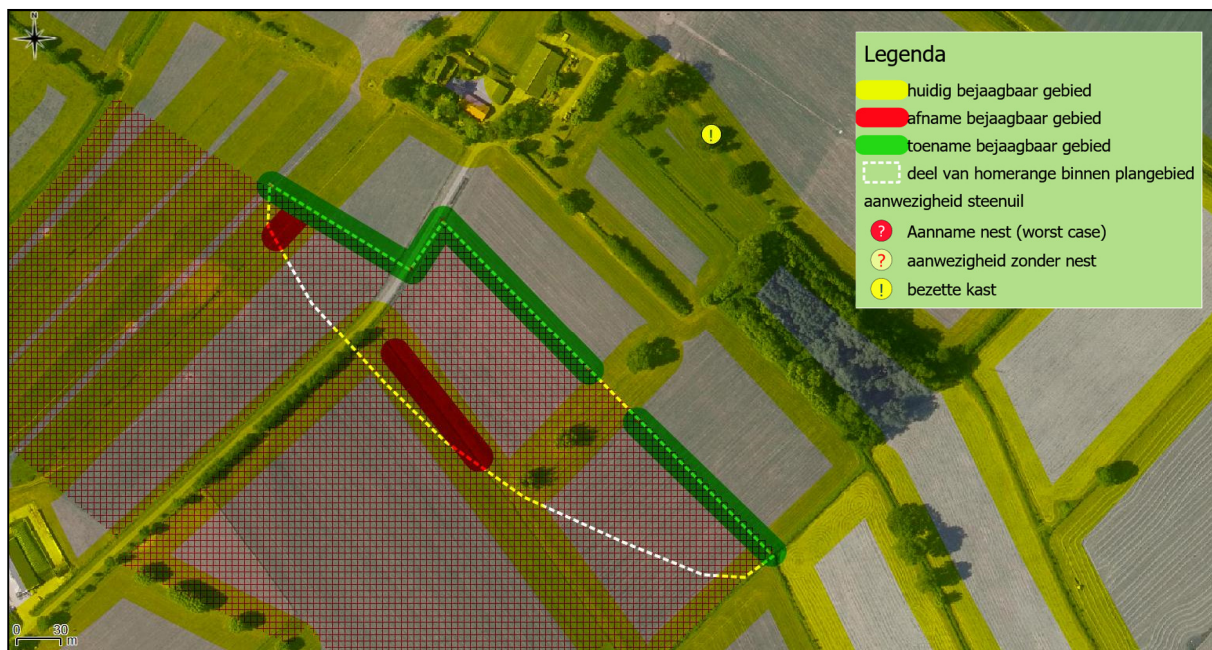 N
Legenda
huidig bejaagbaar gebied
afname bejaagbaar gebied
toename bejaagbaar gebied
deel van homerange binnen plangebied
aanwezigheid steenuil
? Aanname nest (worst case)
? aanwezigheid zonder nest
! bezette kast
!
0 30
m